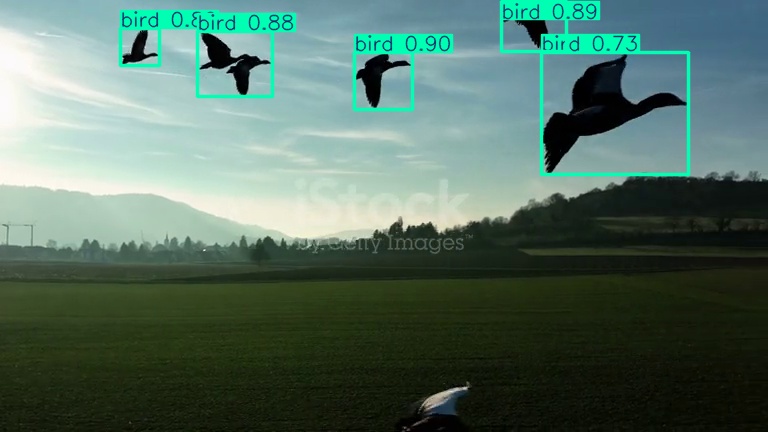 bird 0.88
bird 0.90
bird 0.89
bird 0.73
iStock
by Getty Images